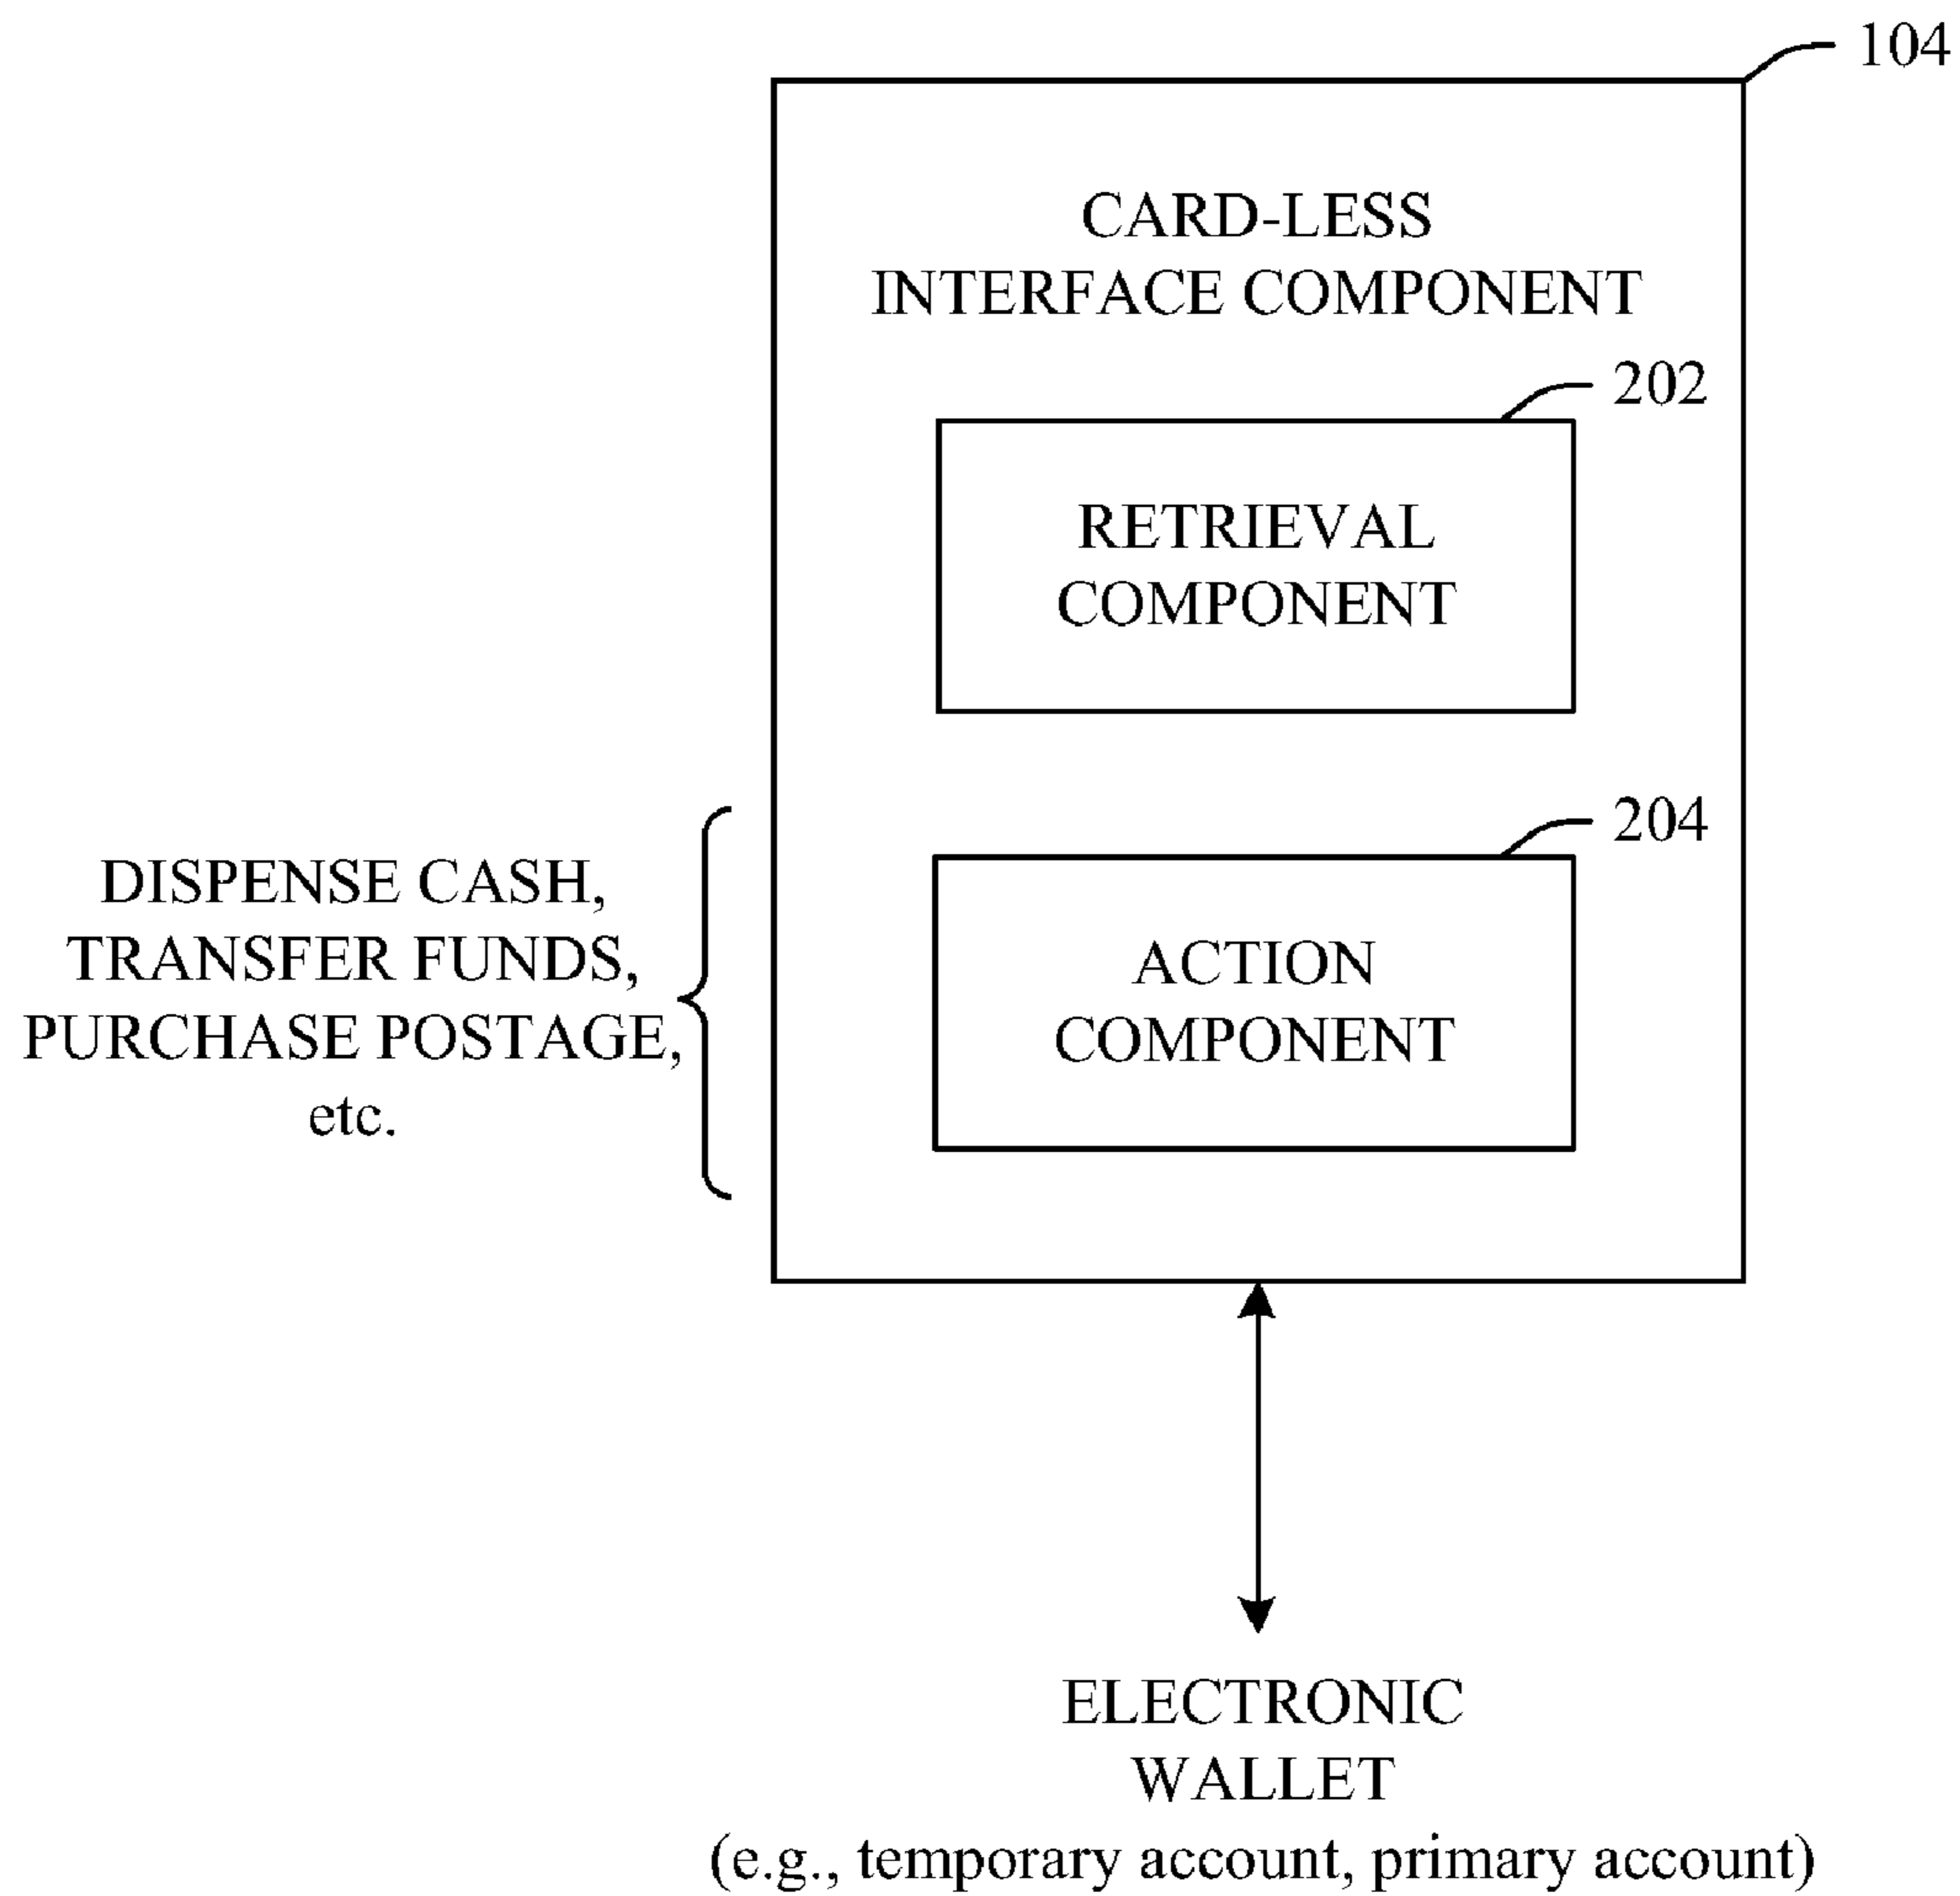 104
CARD-LESS
INTERFACE COMPONENT
202
RETRIEVAL
COMPONENT
204
ACTION
COMPONENT
DISPENSE CASH,
TRANSFER FUNDS,
PURCHASE POSTAGE,
etc.
ELECTRONIC
WALLET
(e.g., temporary account, primary account)